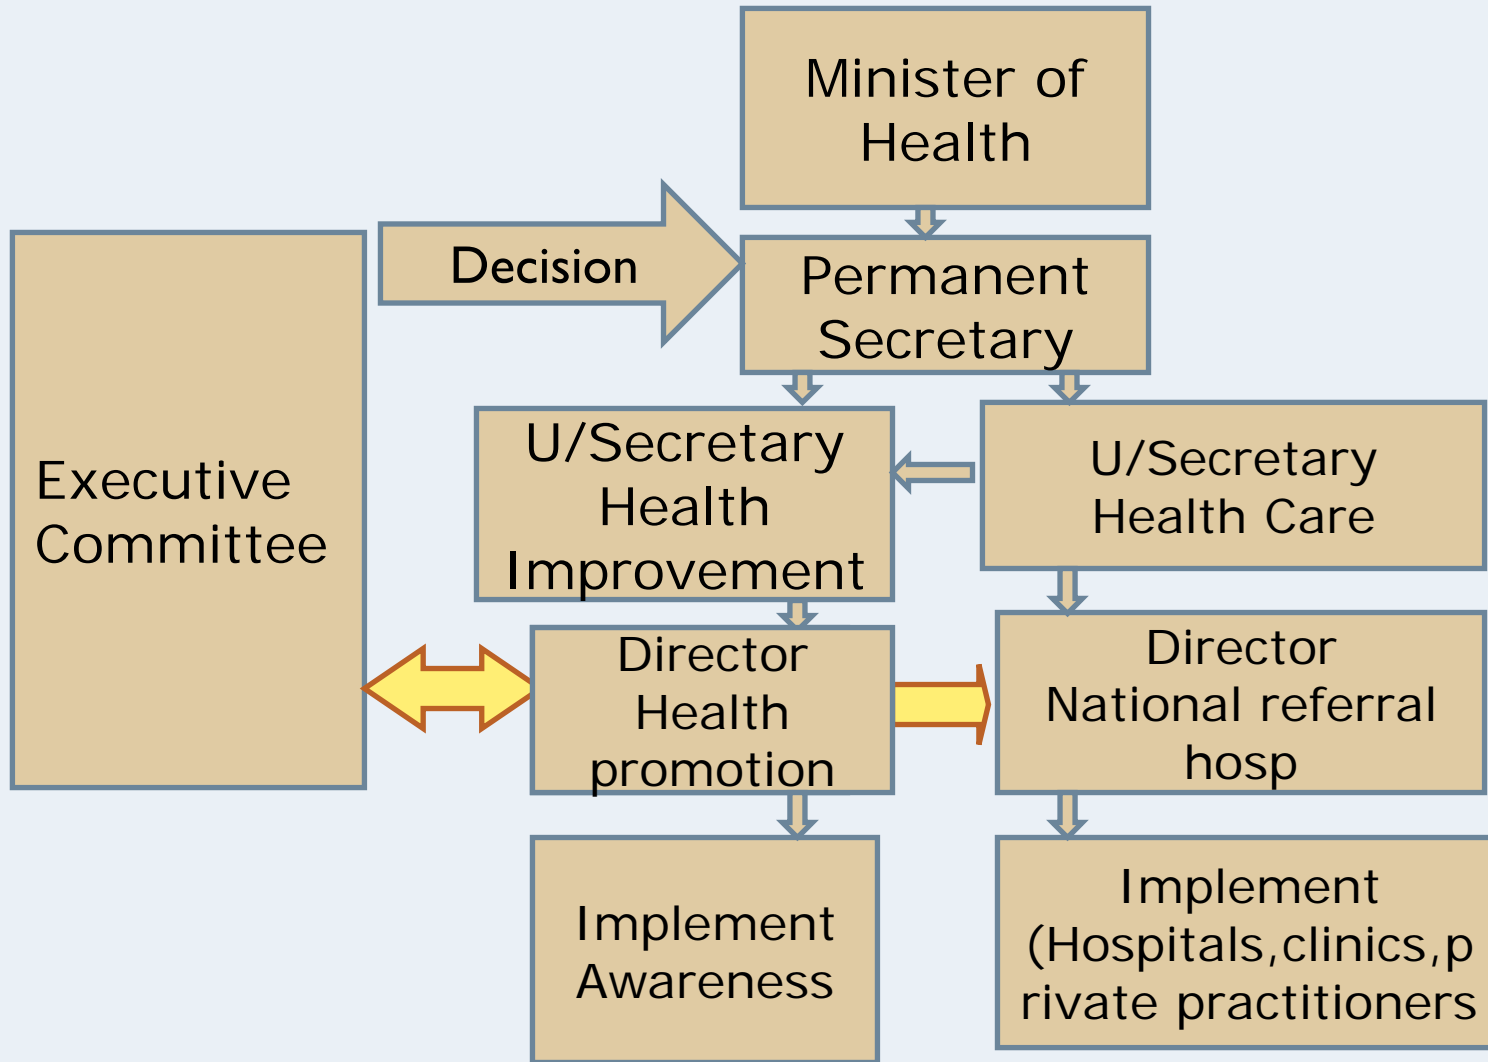 Minister of
Health
Decision
Permanent
Secretary
Executive
Committee
U/Secretary
Health
Improvement
U/Secretary
Health Care
Director
Health
promotion
Director
National referral
hosp
Implement
Awareness
Implement
(Hospitals,clinics,p
rivate practitioners